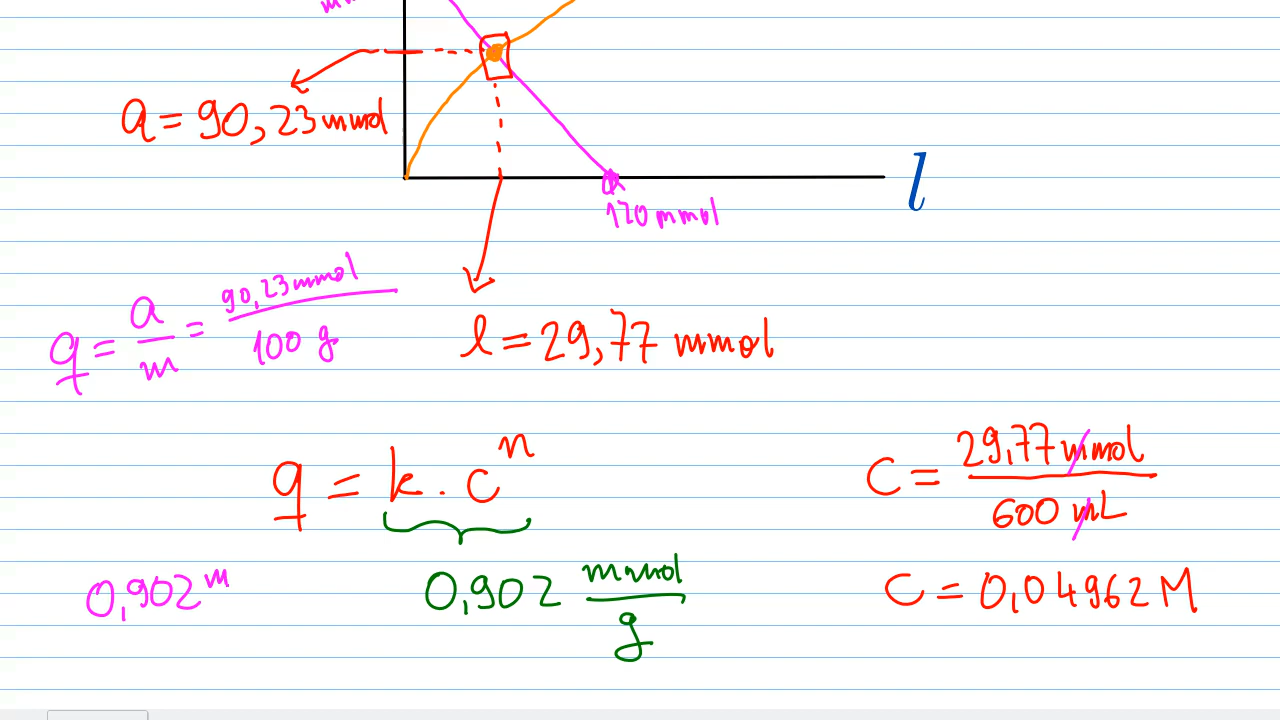 a = 90,23 mmol
l
120 mmol
q = a/m = 90,23 mmol / 100 g
l = 29,77 mmol
q = k . c^n
C = 29,77 mmol / 600 mL
0,902 m
0,902 mmol / g
C = 0,04962 M